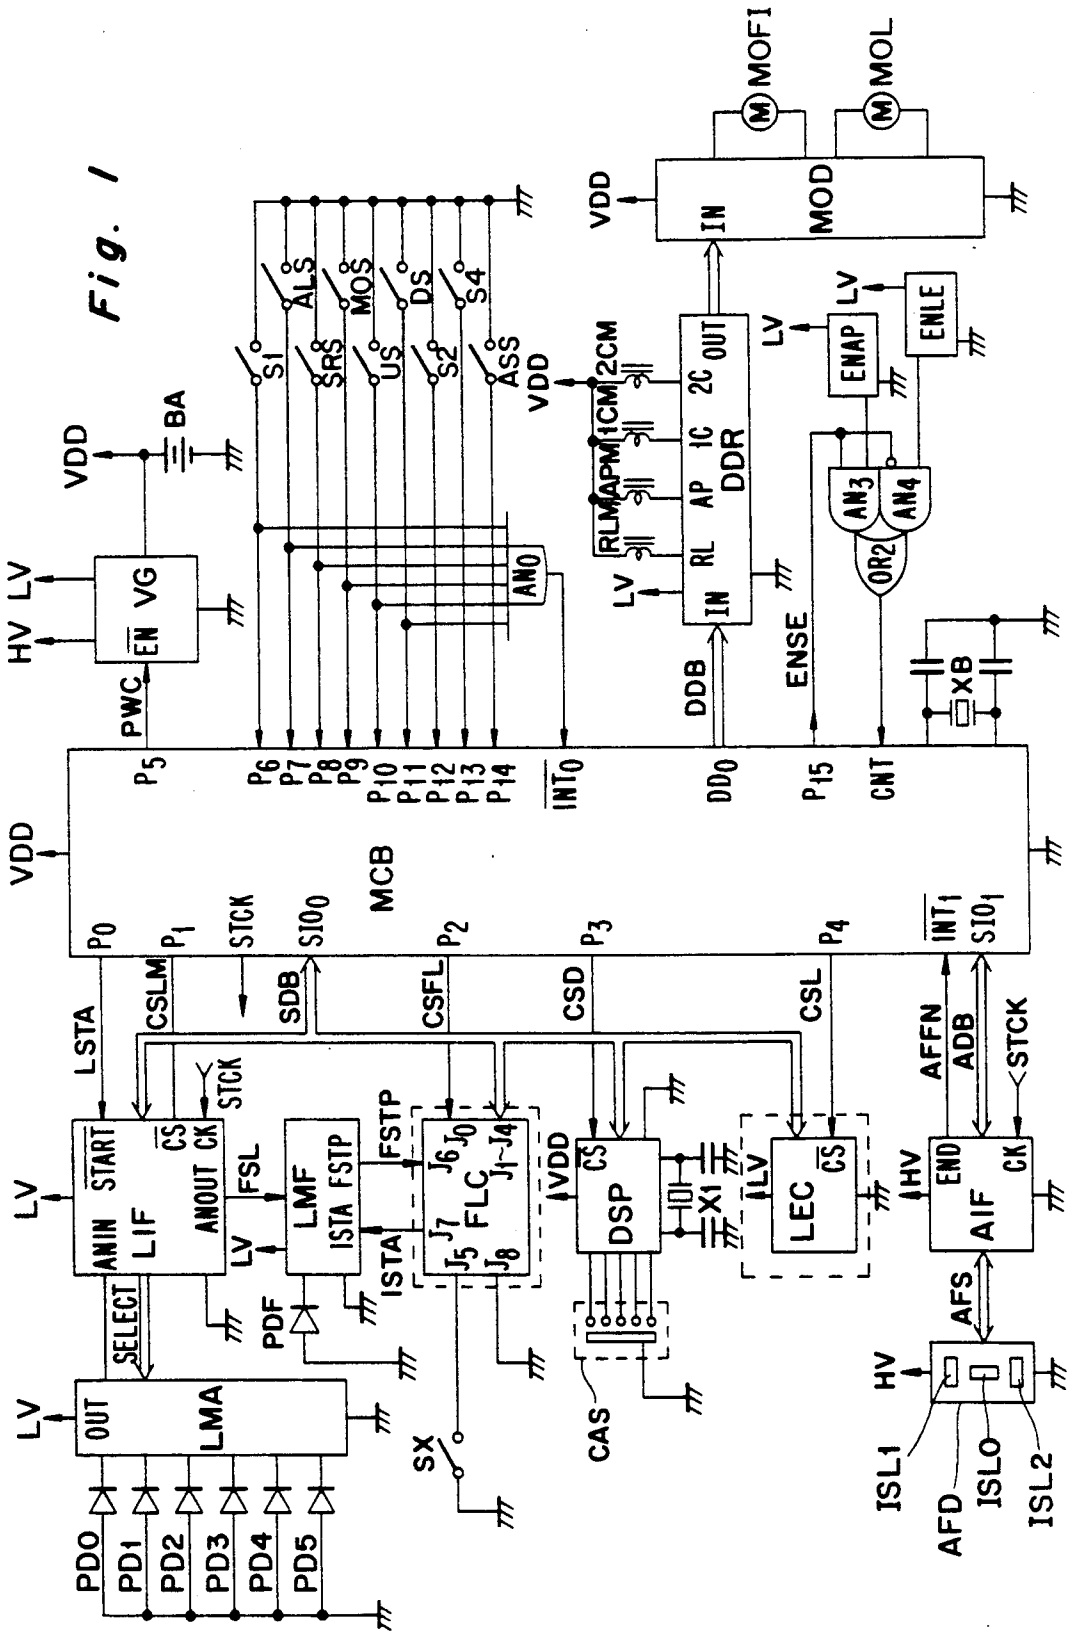 Fig. 1
VDD
HV LV
PWC
EN VG
BA
VDD
P5
P6
P7
P8
P9
P10
P11
P12
P13
P14
INT0
DD0
P15
CNT
MCB
P0
P1
STCK
SIO0
P2
P3
P4
INT1
SIO1
S1
ALS
SRS
MOS
US
DS
S2
S4
ASS
AN0
VDD
LV
RLM
APM
1CM
2CM
RL AP 1C 2C
IN DDR OUT
DDB
VDD
IN
MOD
M MOF1
M MOL
ENSE
LV
ENAP
LV
ENLE
AN3
AN4
OR2
XB
LSTA
CSLM
SDB
CSFL
CSD
CSL
AFFN
ADB
STCK
LV
START
ANIN LIF
CS
ANOUT CK
STCK
SELECT
FSL
LV
OUT
LMA
PD0
PD1
PD2
PD3
PD4
PD5
LV
LMF
ISTA FSTP
PDF
ISTA
FSTP
J6 J0
J7
FLC
J1~J4
J5
J8
SX
VDD
CS
DSP
X1
CAS
LV
LEC
CS
HV
END
AIF
CK
AFS
HV
ISL1
AFD
ISL0
ISL2